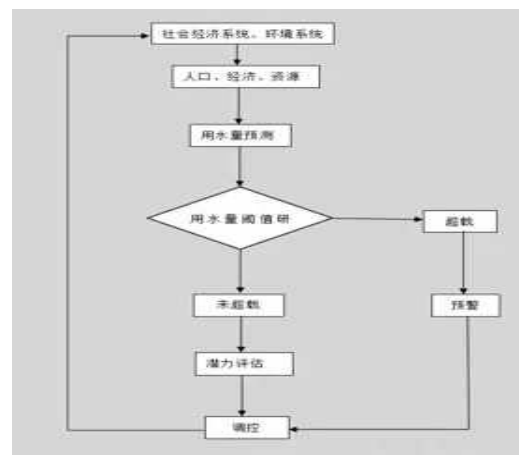 社会经济系统、环境系统
人口、经济、资源
用水量预测
用水量阈值研
超载
未超载
预警
潜力评估
调控